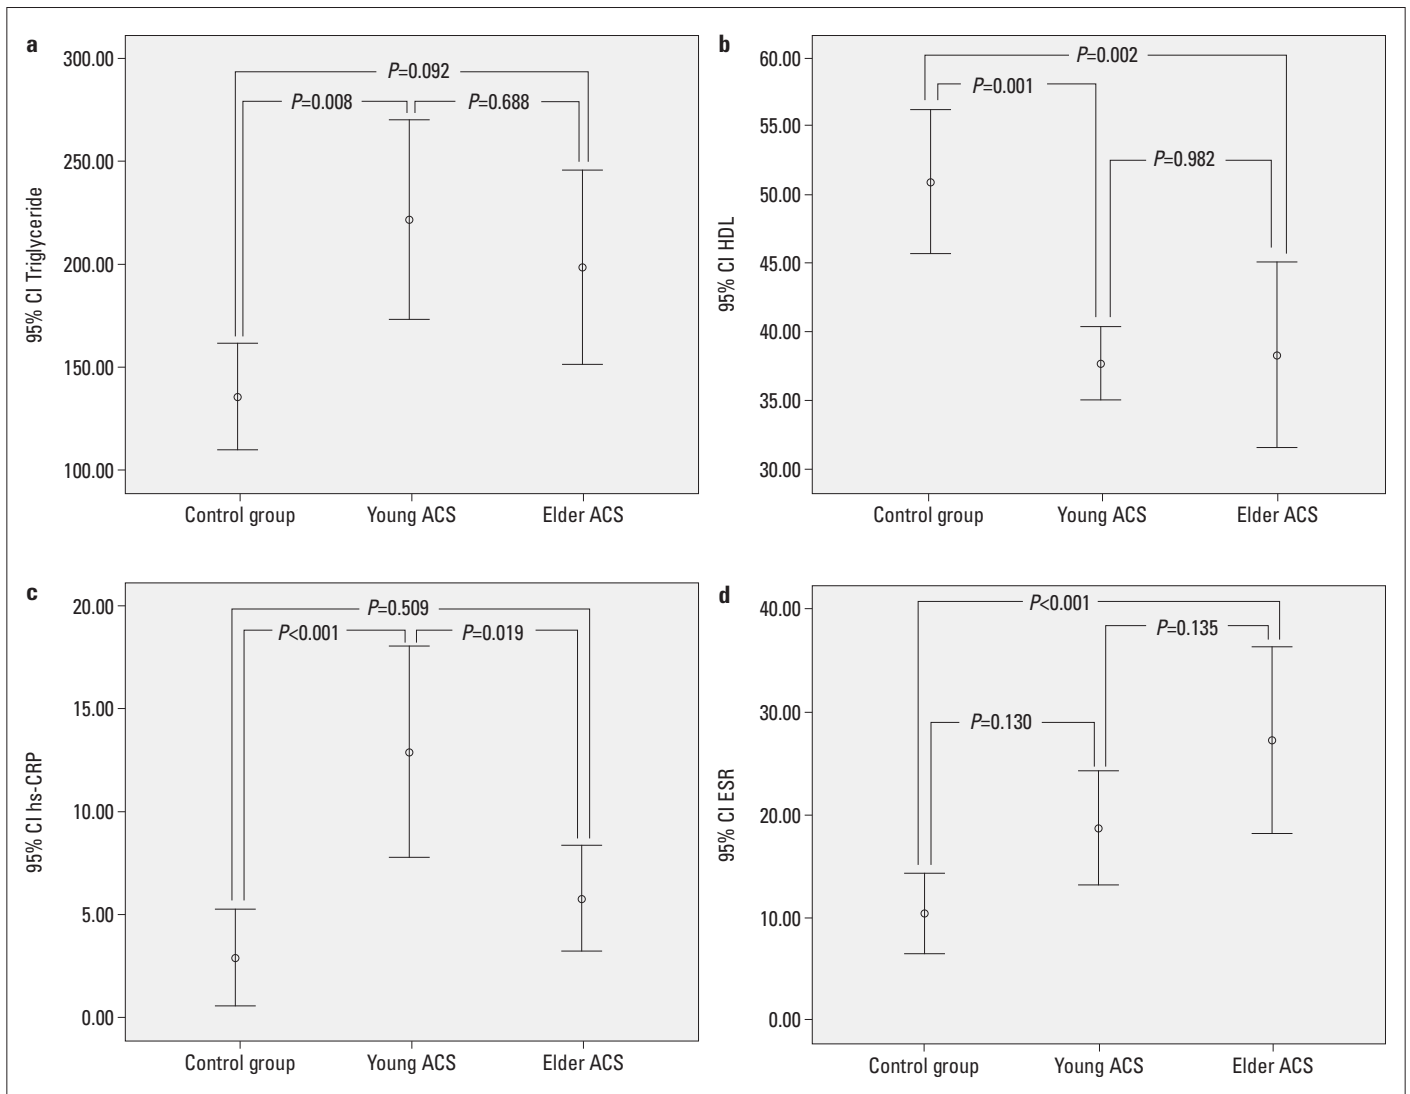 a
95% CI Triglyceride
300.00
250.00
200.00
150.00
100.00
P=0.092
P=0.008
P=0.688
Control group
Young ACS
Elder ACS
b
95% CI HDL
60.00
55.00
50.00
45.00
40.00
35.00
30.00
P=0.002
P=0.001
P=0.982
Control group
Young ACS
Elder ACS
c
95% CI hs-CRP
20.00
15.00
10.00
5.00
0.00
P=0.509
P<0.001
P=0.019
Control group
Young ACS
Elder ACS
d
95% CI ESR
40.00
30.00
20.00
10.00
0.00
P<0.001
P=0.135
P=0.130
Control group
Young ACS
Elder ACS